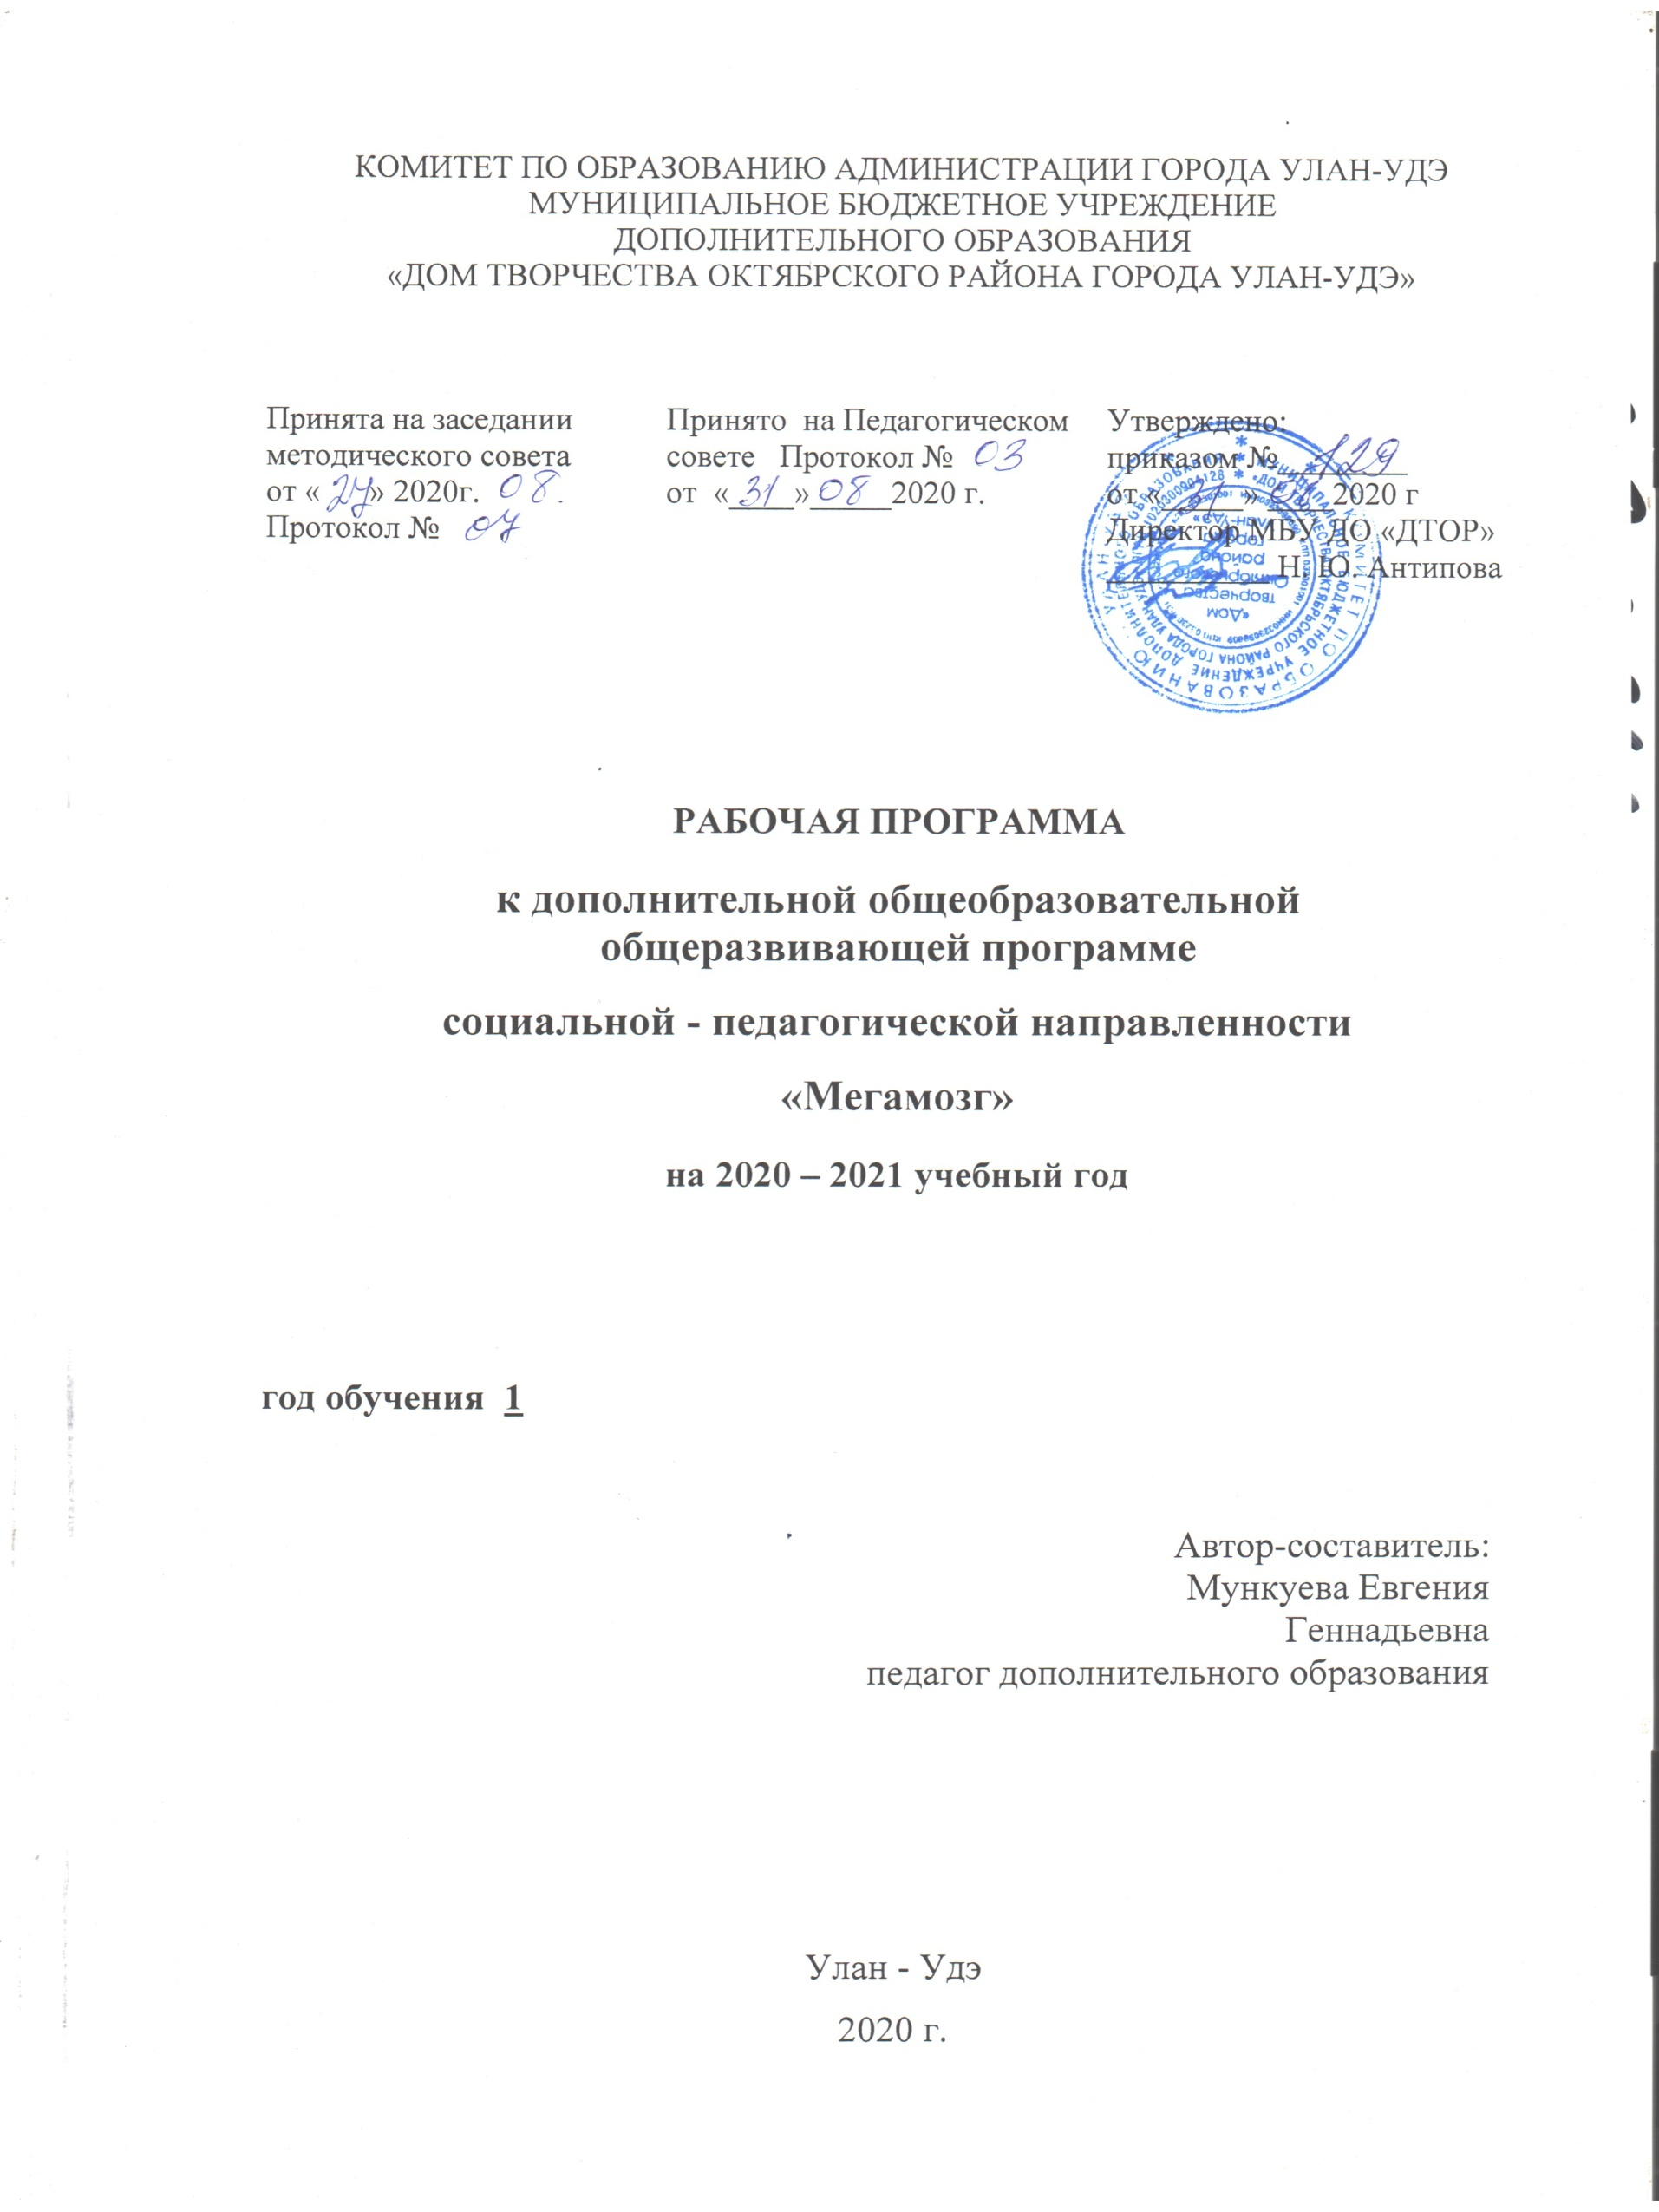 КОМИТЕТ ПО ОБРАЗОВАНИЮ АДМИНИСТРАЦИИ ГОРОДА УЛАН-УДЭ
МУНИЦИПАЛЬНОЕ БЮДЖЕТНОЕ УЧРЕЖДЕНИЕ
ДОПОЛНИТЕЛЬНОГО ОБРАЗОВАНИЯ
«ДОМ ТВОРЧЕСТВА ОКТЯБРСКОГО РАЙОНА ГОРОДА УЛАН-УДЭ»
Принята на заседании
методического совета
от «27» 2020г. 08.
Протокол № 07
Принято на Педагогическом
совете Протокол № 03
от «31» 08 2020 г.
Утверждено:
приказом № 129
от «31» 2020 г
Директор МБУ ДО «ДТОР»
Н. Ю. Антипова
РАБОЧАЯ ПРОГРАММА
к дополнительной общеобразовательной
общеразвивающей программе
социальной - педагогической направленности
«Мегамозг»
на 2020 – 2021 учебный год
год обучения 1
Автор-составитель:
Мункуева Евгения
Геннадьевна
педагог дополнительного образования
Улан - Удэ
2020 г.